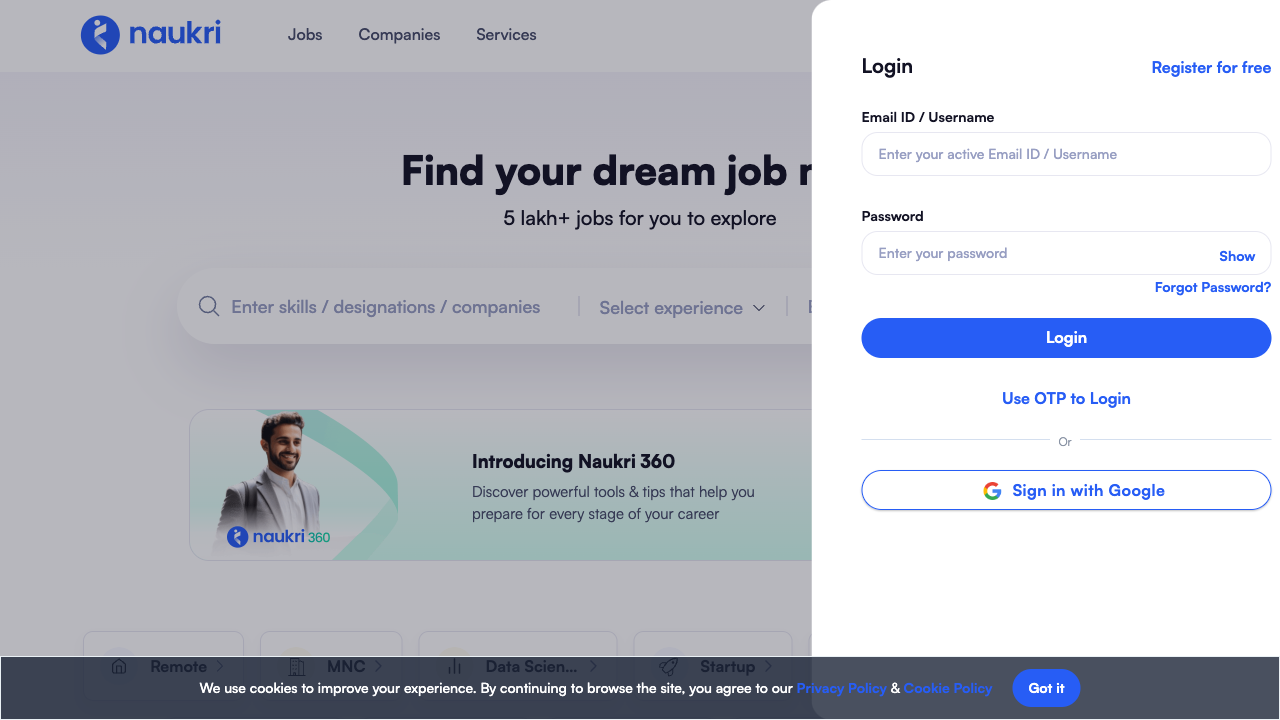 naukri
Jobs
Companies
Services
Find your dream job
5 lakh+ jobs for you to explore
Enter skills / designations / companies
Select experience
Introducing Naukri 360
Discover powerful tools & tips that help you
prepare for every stage of your career
naukri 360
Remote
MNC
Data Scien...
Startup
Login
Register for free
Email ID / Username
Enter your active Email ID / Username
Password
Enter your password
Show
Forgot Password?
Login
Use OTP to Login
Or
Sign in with Google
We use cookies to improve your experience. By continuing to browse the site, you agree to our Privacy Policy & Cookie Policy
Got it